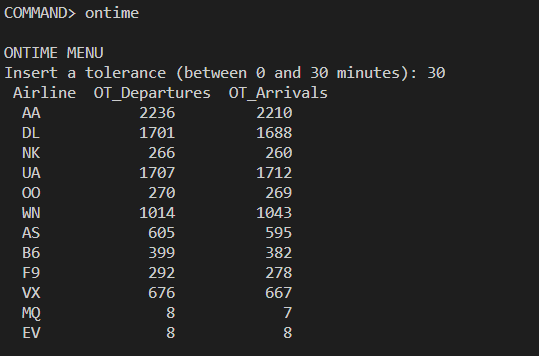 COMMAND> ontime
ONTIME MENU
Insert a tolerance (between 0 and 30 minutes): 30
Airline OT_Departures OT_Arrivals
AA 2236 2210
DL 1701 1688
NK 266 260
UA 1707 1712
OO 270 269
WN 1014 1043
AS 605 595
B6 399 382
F9 292 278
VX 676 667
MQ 8 7
EV 8 8